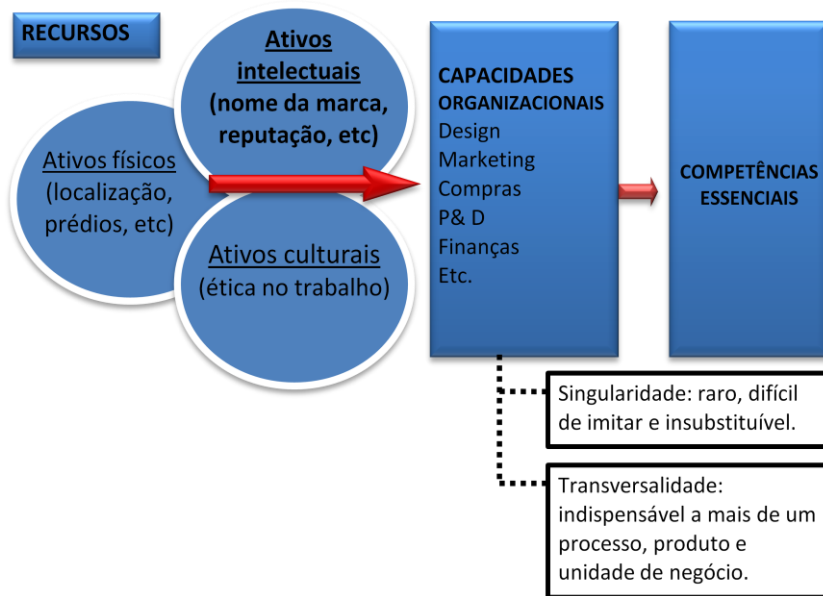 RECURSOS
Ativos
intelectuais
(nome da marca,
reputação, etc)
Ativos físicos
(localização,
prédios, etc)
Ativos culturais
(ética no trabalho)
CAPACIDADES
ORGANIZACIONAIS
Design
Marketing
Compras
P& D
Finanças
Etc.
COMPETÊNCIAS
ESSENCIAIS
Singularidade: raro, difícil
de imitar e insubstituível.
Transversalidade:
indispensável a mais de um
processo, produto e
unidade de negócio.